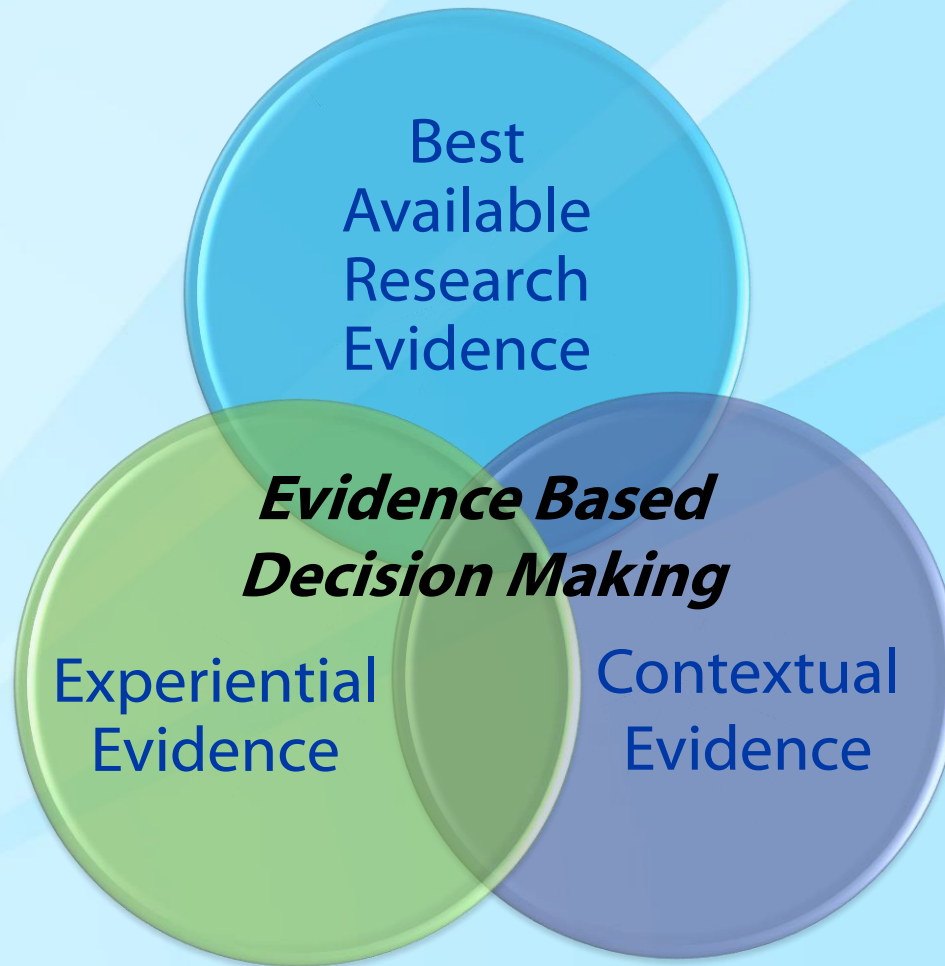 Best
Available
Research
Evidence
Evidence Based
Decision Making
Experiential
Evidence
Contextual
Evidence